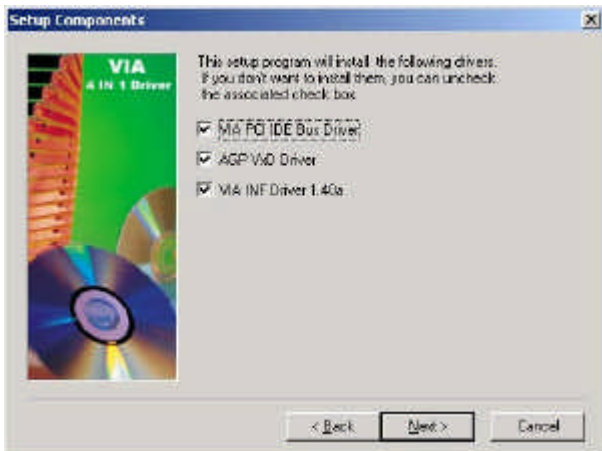 Setup Components
VIA
4 IN 1 Driver
This setup program will install the following drivers.
If you don't want to install them, you can uncheck
the associated check box
VIA PCI IDE Bus Driver
AGP VxD Driver
VIA INF Driver 1.40a
< Back
Next >
Cancel